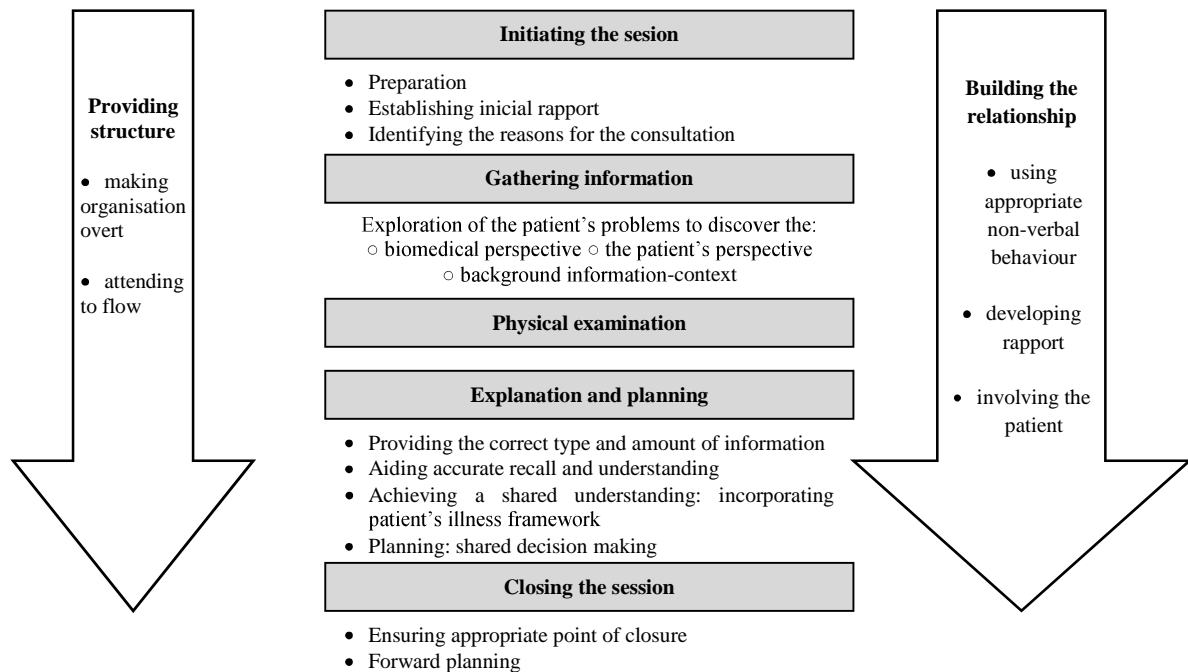 Providing
structure
• making
organisation
overt
• attending
to flow
Initiating the sesion
• Preparation
• Establishing inicial rapport
• Identifying the reasons for the consultation
Gathering information
Exploration of the patient’s problems to discover the:
○ biomedical perspective ○ the patient’s perspective
○ background information-context
Physical examination
Explanation and planning
• Providing the correct type and amount of information
• Aiding accurate recall and understanding
• Achieving a shared understanding: incorporating
patient’s illness framework
• Planning: shared decision making
Closing the session
• Ensuring appropriate point of closure
• Forward planning
Building the
relationship
• using
appropriate
non-verbal
behaviour
• developing
rapport
• involving the
patient